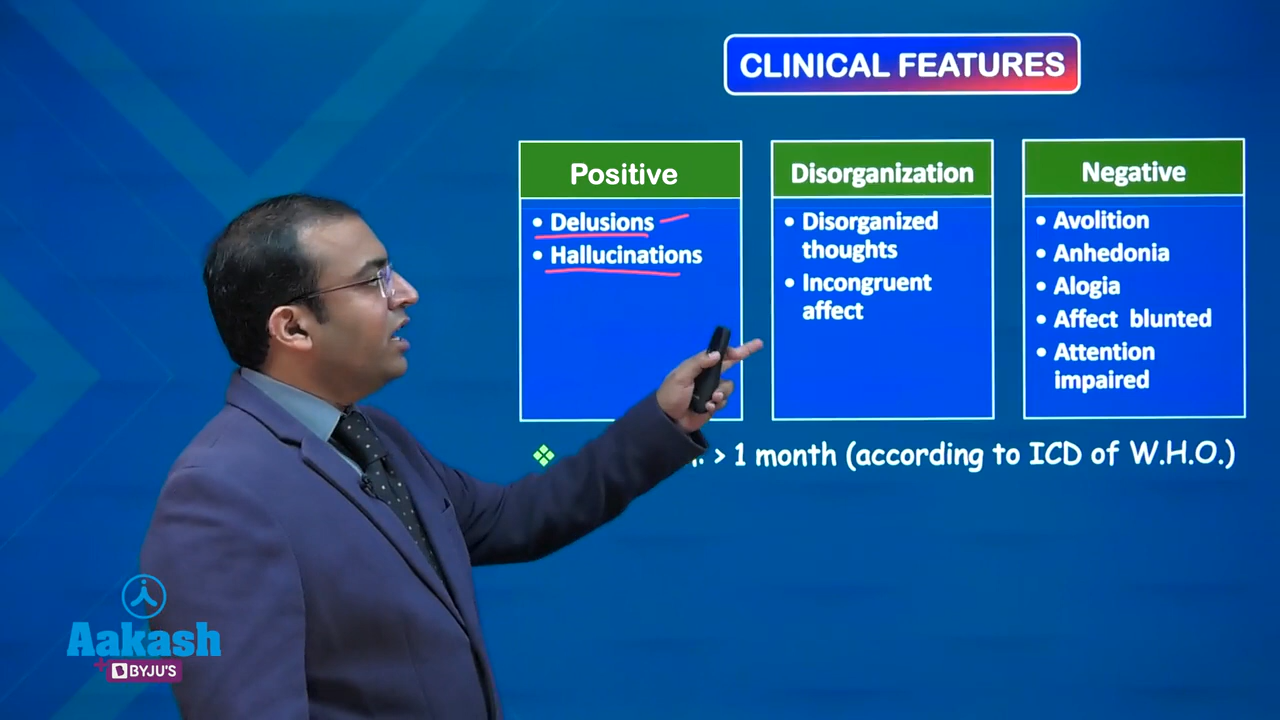 CLINICAL FEATURES
Positive
• Delusions
• Hallucinations
Disorganization
• Disorganized
thoughts
• Incongruent
affect
Negative
• Avolition
• Anhedonia
• Alogia
• Affect blunted
• Attention
impaired
> 1 month (according to ICD of W.H.O.)
Aakash
+ BYJU'S